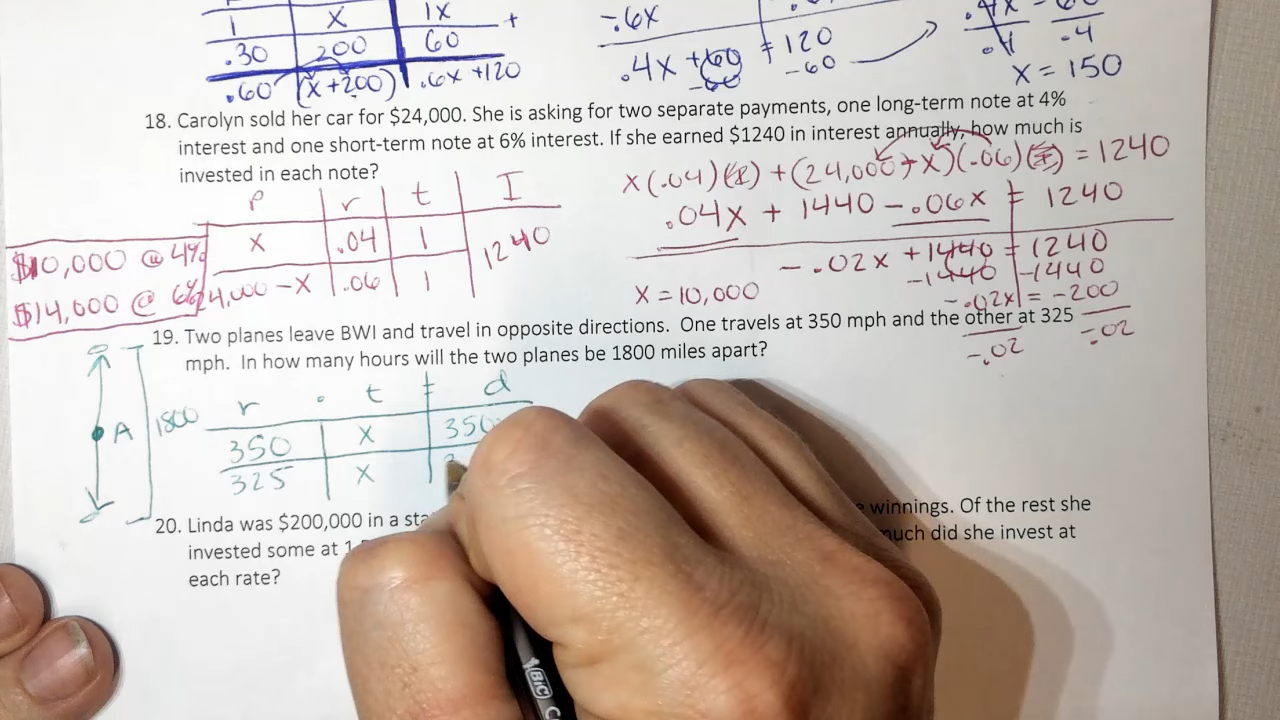 1 x 1x +
.30 200 60
.60 (x+200) .6x +120
-.6x
.4x +60 = 120
-60 -60
.4x
.4 .4
x = 150
18. Carolyn sold her car for $24,000. She is asking for two separate payments, one long-term note at 4%
interest and one short-term note at 6% interest. If she earned $1240 in interest annually, how much is
invested in each note?
P r t I
x .04 1
24,000 -x .06 1
1240
$10,000 @ 4%
$14,000 @ 6%
x(.04)(1) + (24,000 - x)(.06)(1) = 1240
.04x + 1440 - .06x = 1240
-.02x + 1440 = 1240
-1440 -1440
-.02x = -200
-.02 -.02
x = 10,000
19. Two planes leave BWI and travel in opposite directions. One travels at 350 mph and the other at 325
mph. In how many hours will the two planes be 1800 miles apart?
A 1800
r . t = d
350 x 350
325 x
20. Linda was $200,000 in a
winnings. Of the rest she
invested some at
much did she invest at
each rate?
BiC